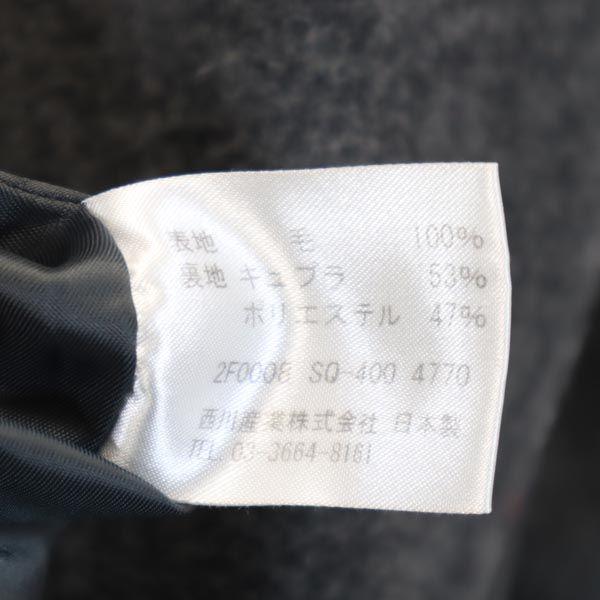 表地 毛 100%
裏地 キュプラ 53%
ポリエステル 47%
2F0008 SQ-400 4770
西川産業株式会社 日本製
TEL 03-3664-8161